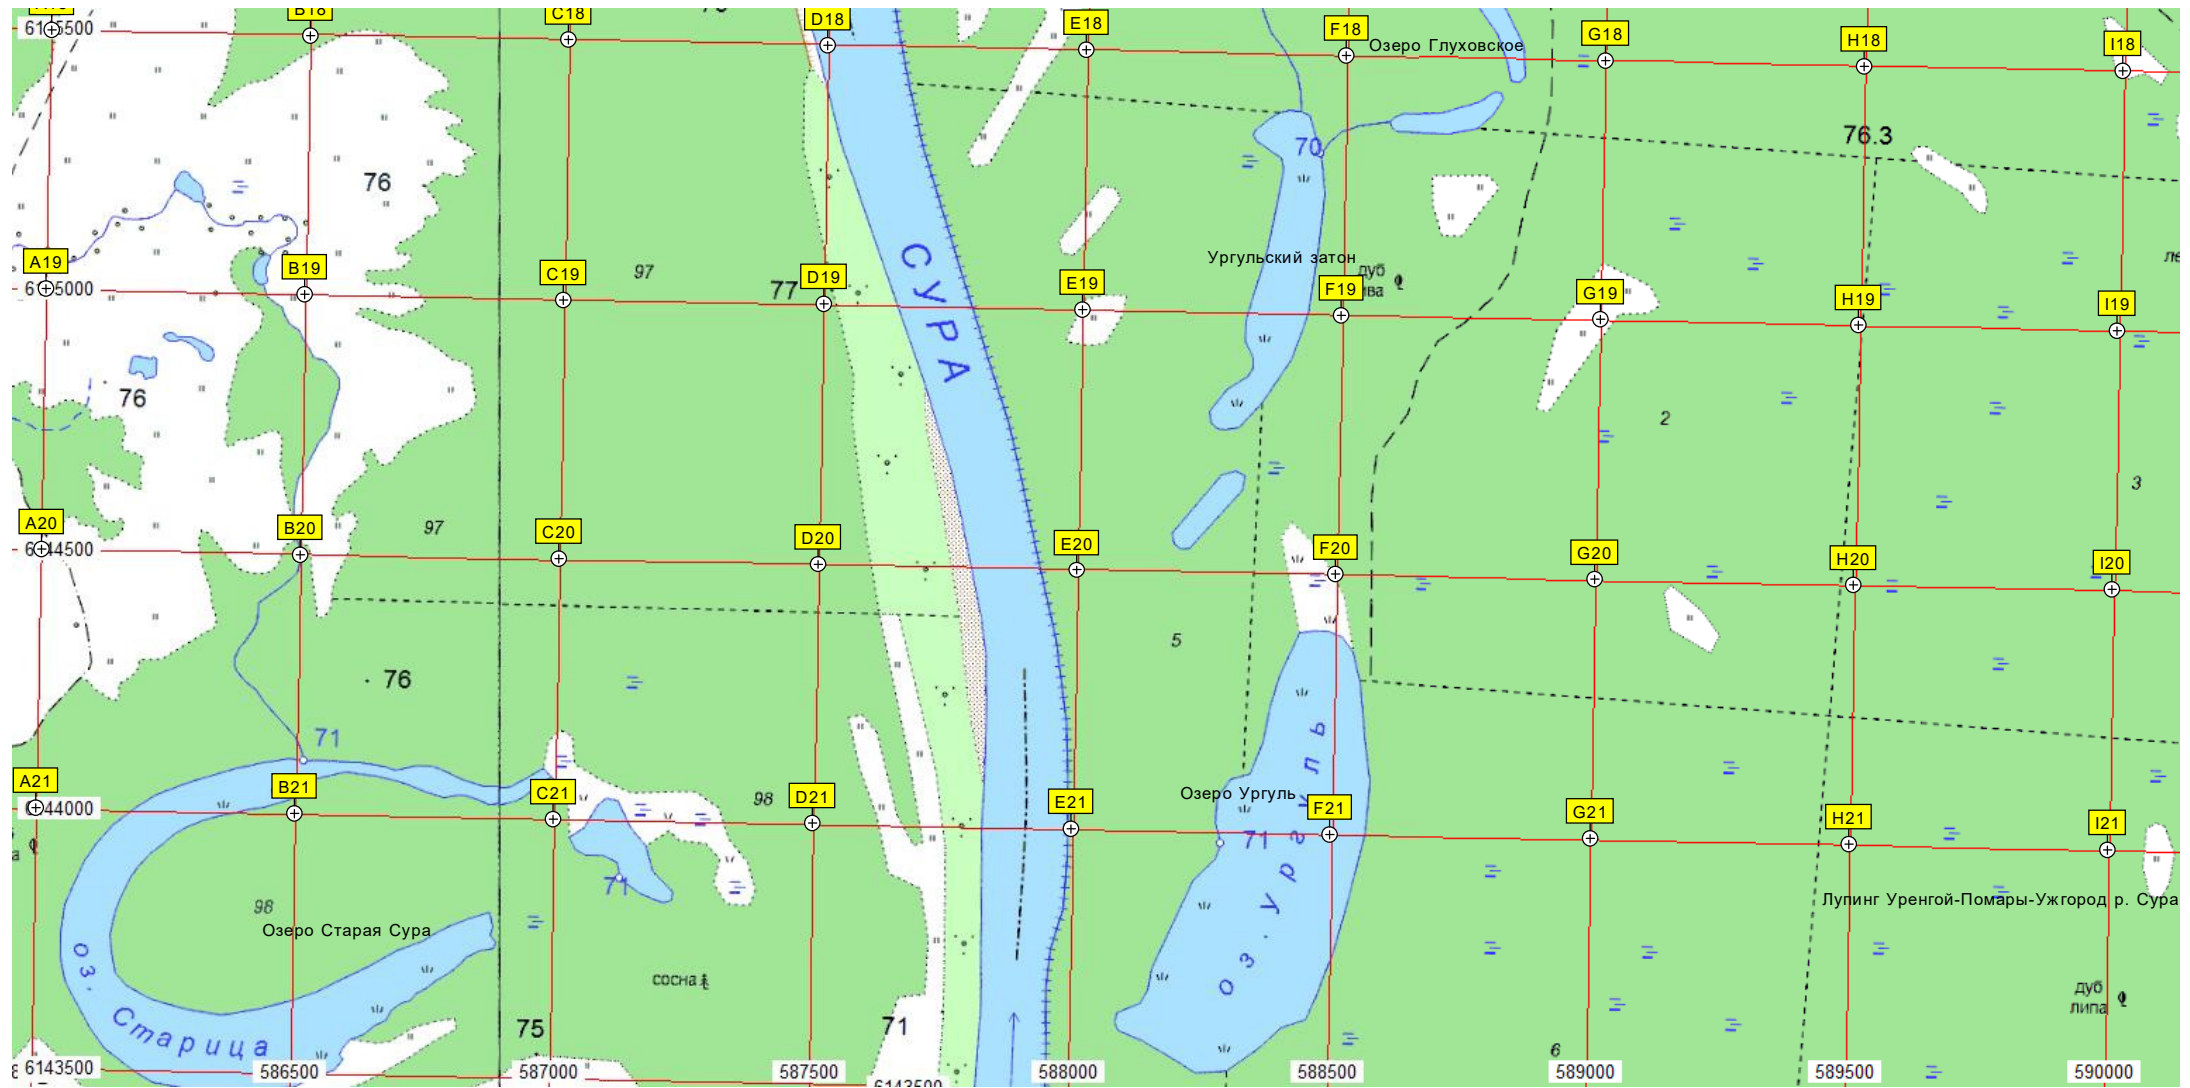 B18
C18
D18
E18
F18
G18
H18
I18
Озеро Глуховское
70
76.3
76
Ургульский затон
дуб
СУРА
A19
B19
C19
97
77
D19
E19
F19
G19
H19
I19
6195000
76
2
3
A20
B20
97
C20
D20
E20
F20
G20
H20
I20
5
76
71
A21
B21
C21
98
D21
E21
Озеро Ургуль
F21
G21
H21
I21
71
71
оз. Ургуль
98
Озеро Старая Сура
Лупинг Уренгой-Помары-Ужгород р. Сура
оз. Старица
сосна
дуб
липа
75
71
6
6143500
586500
587000
587500
588000
588500
589000
589500
590000